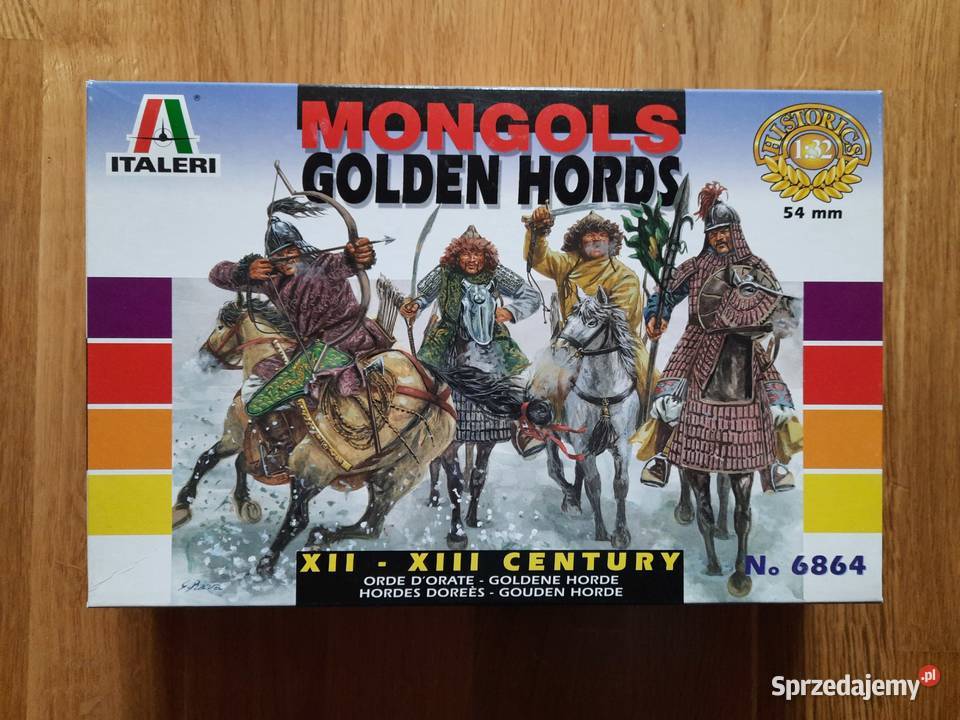 ITALERI
®
MONGOLS
GOLDEN HORDS
HISTORICS
1:32
54 mm
XII - XIII CENTURY
ORDE D'ORATE - GOLDENE HORDE
HORDES DOREÈS - GOUDEN HORDE
No 6864
Sprzedajemy.pl